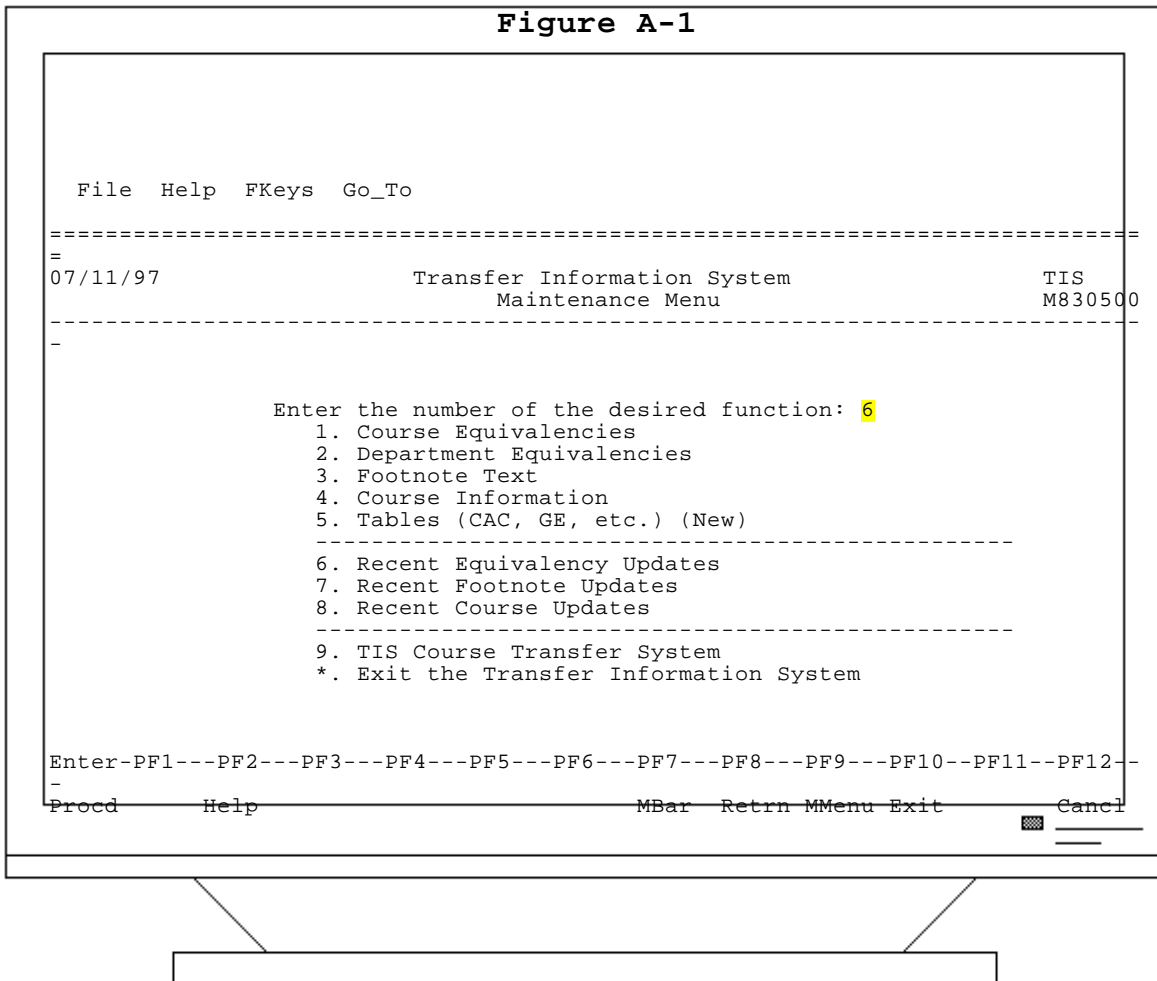 Figure A-1
File Help FKeys Go_To
==============================================================================
=
07/11/97 Transfer Information System TIS
Maintenance Menu M830500
------------------------------------------------------------------------------
-
Enter the number of the desired function: 6
1. Course Equivalencies
2. Department Equivalencies
3. Footnote Text
4. Course Information
5. Tables (CAC, GE, etc.) (New)
--------------------------------------------------
6. Recent Equivalency Updates
7. Recent Footnote Updates
8. Recent Course Updates
--------------------------------------------------
9. TIS Course Transfer System
*. Exit the Transfer Information System
Enter-PF1---PF2---PF3---PF4---PF5---PF6---PF7---PF8---PF9---PF10--PF11--PF12--
-
Procd Help MBar Retrn MMenu Exit Cancl